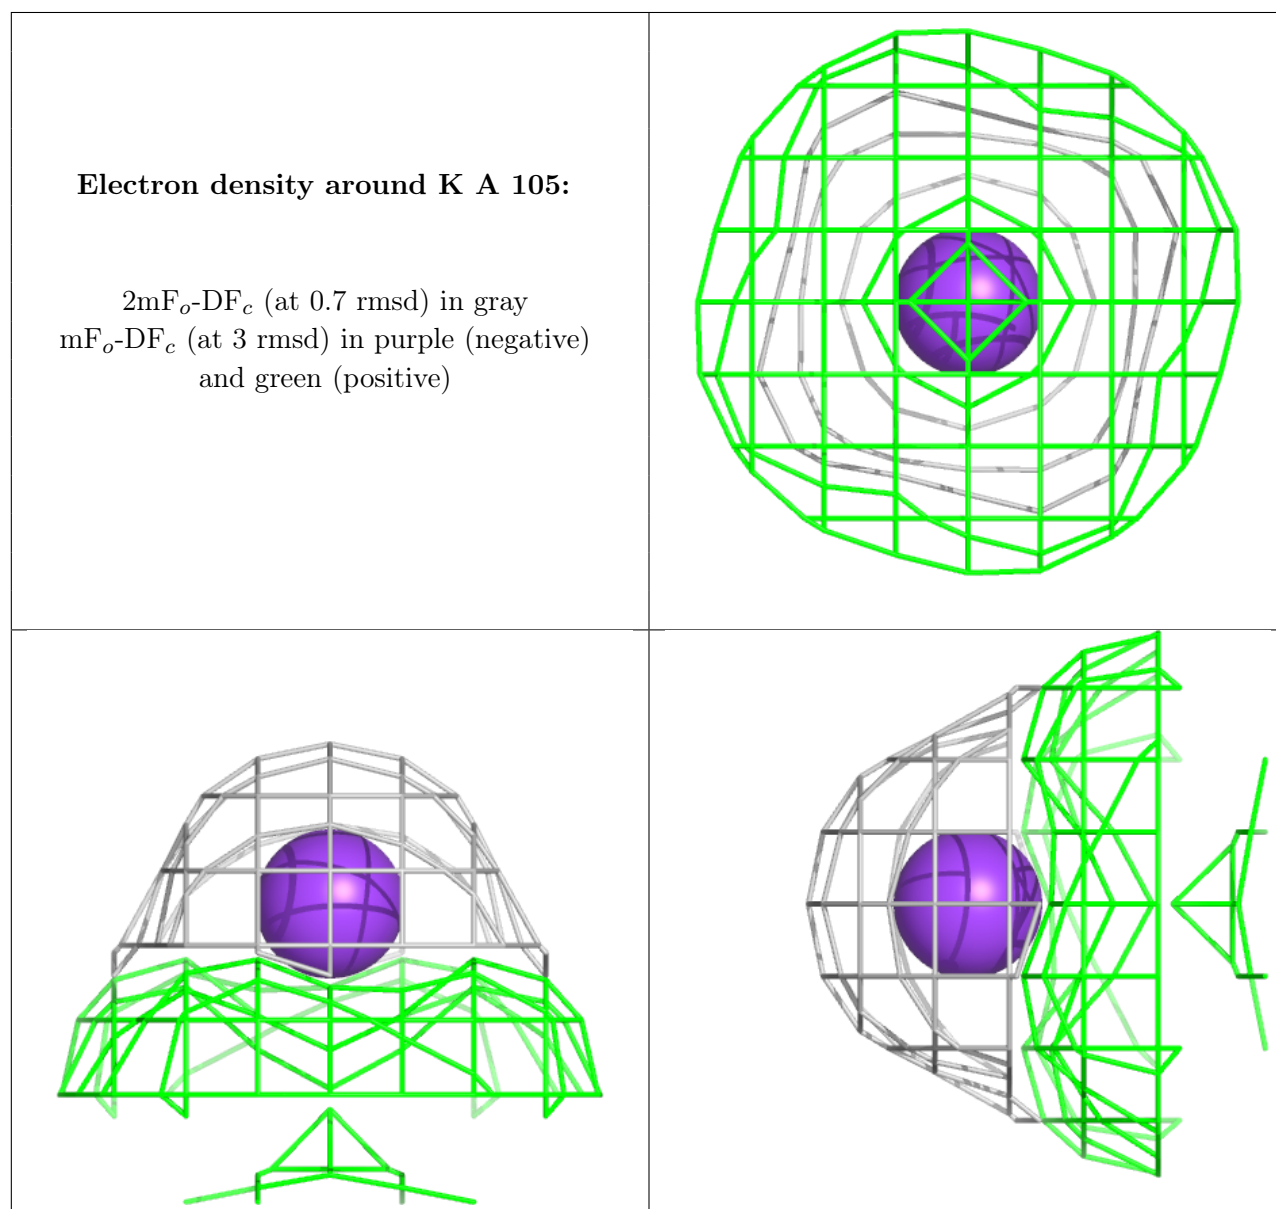 Electron density around K A 105:
2mFo-DFc (at 0.7 rmsd) in gray
mFo-DFc (at 3 rmsd) in purple (negative)
and green (positive)